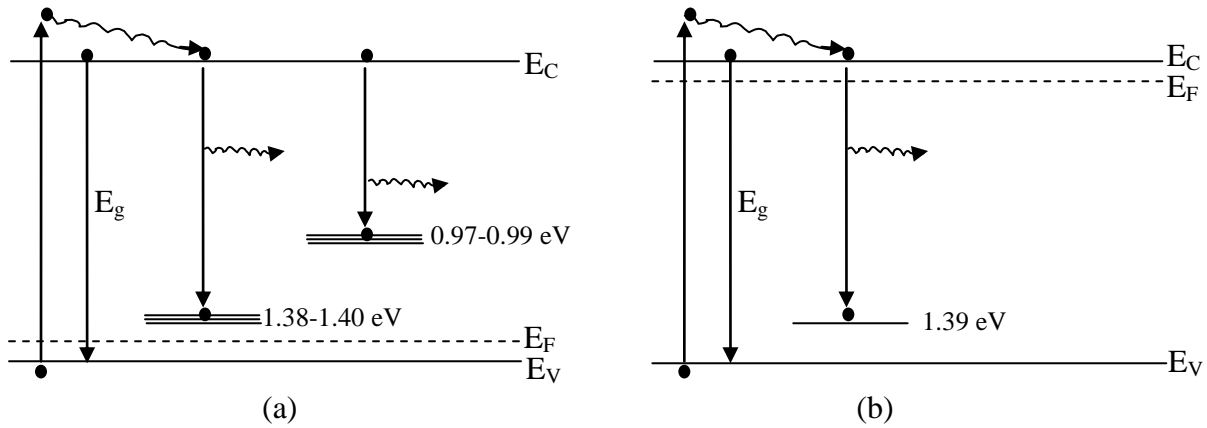 E_C
E_g
0.97-0.99 eV
1.38-1.40 eV
E_F
E_V
(a)
E_C
E_F
E_g
1.39 eV
E_V
(b)